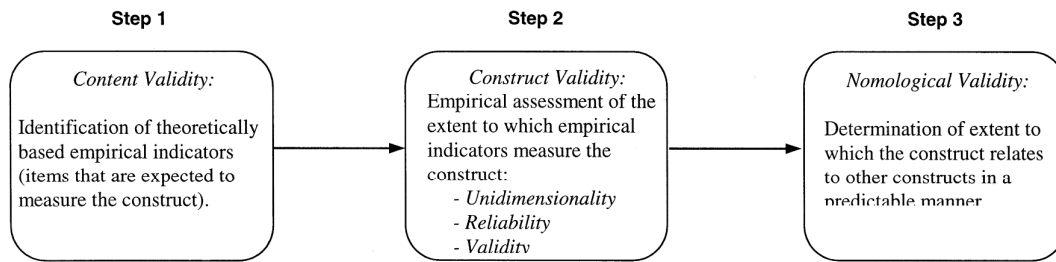 Step 1
Step 2
Step 3
Content Validity:
Identification of theoretically
based empirical indicators
(items that are expected to
measure the construct).
Construct Validity:
Empirical assessment of the
extent to which empirical
indicators measure the
construct:
- Unidimensionality
- Reliability
- Validity
Nomological Validity:
Determination of extent to
which the construct relates
to other constructs in a
predictable manner